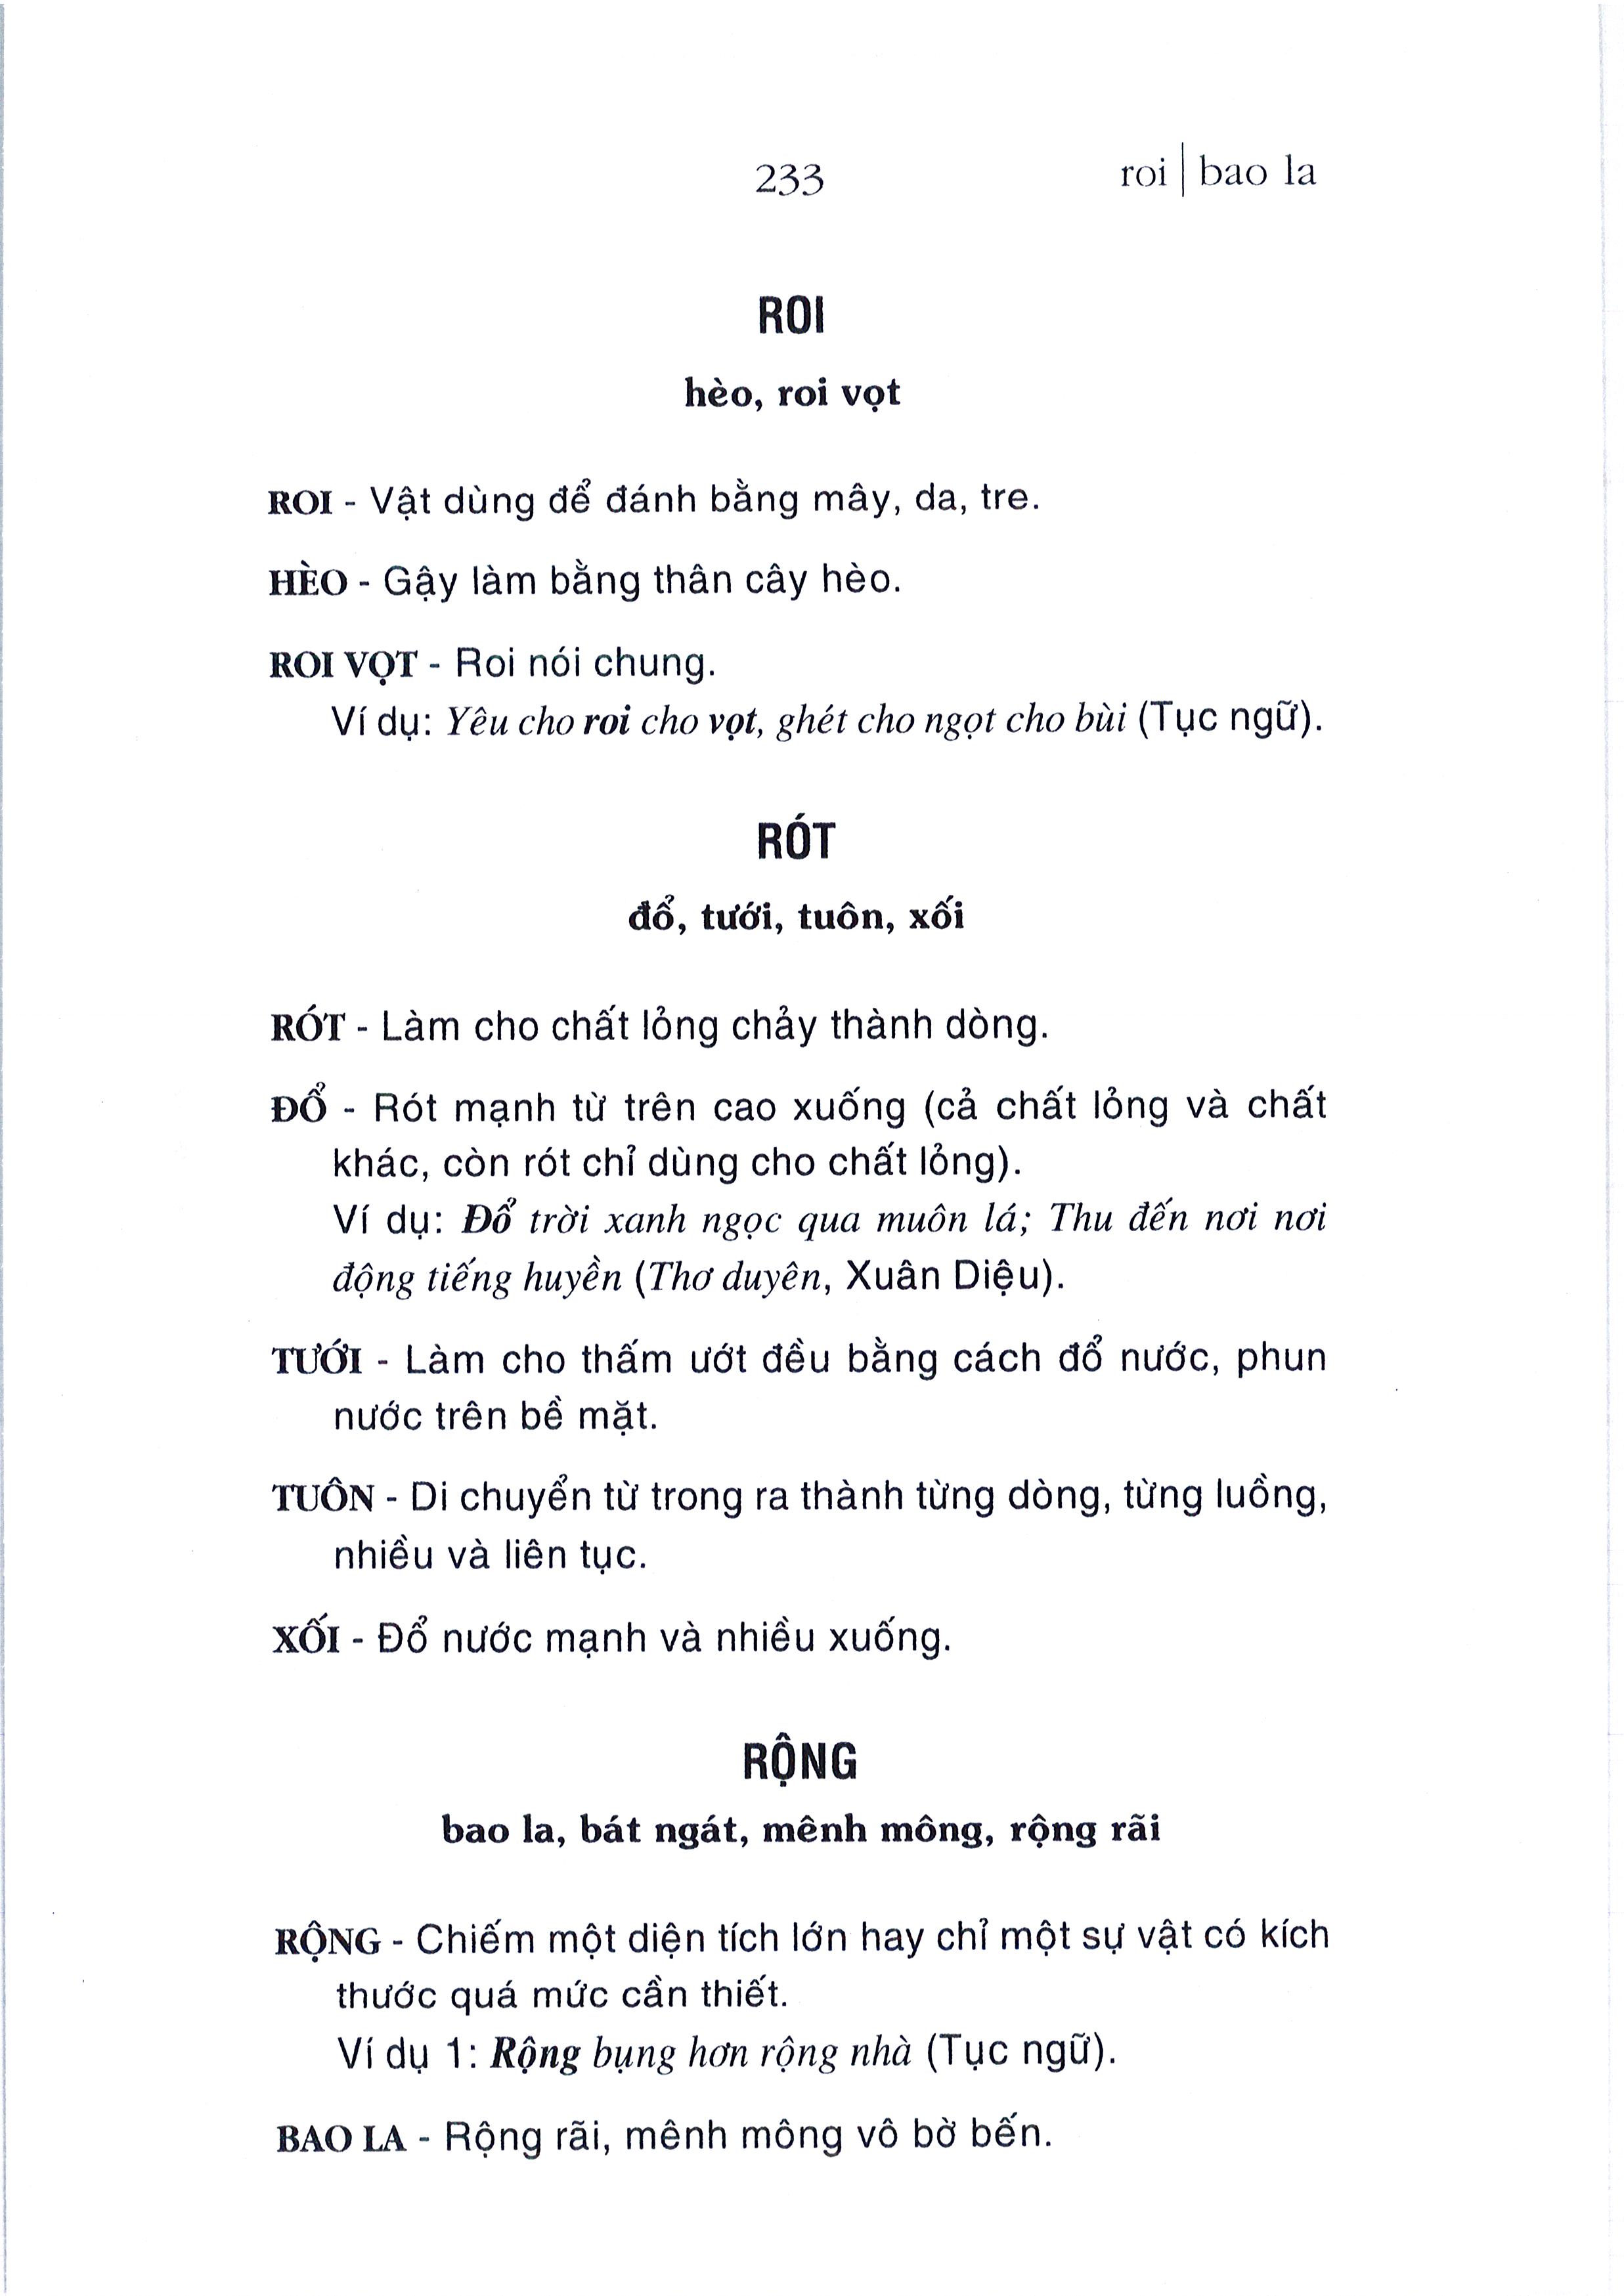 233
roi | bao la
ROI
hèo, roi vọt
ROI - Vật dùng để đánh bằng mây, da, tre.
HÈO - Gậy làm bằng thân cây hèo.
ROI VỌT - Roi nói chung.
Ví dụ: Yêu cho roi cho vọt, ghét cho ngọt cho bùi (Tục ngữ).
RÓT
đổ, tưới, tuôn, xối
RÓT - Làm cho chất lỏng chảy thành dòng.
ĐỔ - Rót mạnh từ trên cao xuống (cả chất lỏng và chất
khác, còn rót chỉ dùng cho chất lỏng).
Ví dụ: Đổ trời xanh ngọc qua muôn lá; Thu đến nơi nơi
động tiếng huyền (Thơ duyên, Xuân Diệu).
TƯỚI - Làm cho thấm ướt đều bằng cách đổ nước, phun
nước trên bề mặt.
TUÔN - Di chuyển từ trong ra thành từng dòng, từng luồng,
nhiều và liên tục.
XỐI - Đổ nước mạnh và nhiều xuống.
RỘNG
bao la, bát ngát, mênh mông, rộng rãi
RỘNG - Chiếm một diện tích lớn hay chỉ một sự vật có kích
thước quá mức cần thiết.
Ví dụ 1: Rộng bụng hơn rộng nhà (Tục ngữ).
BAO LA - Rộng rãi, mênh mông vô bờ bến.